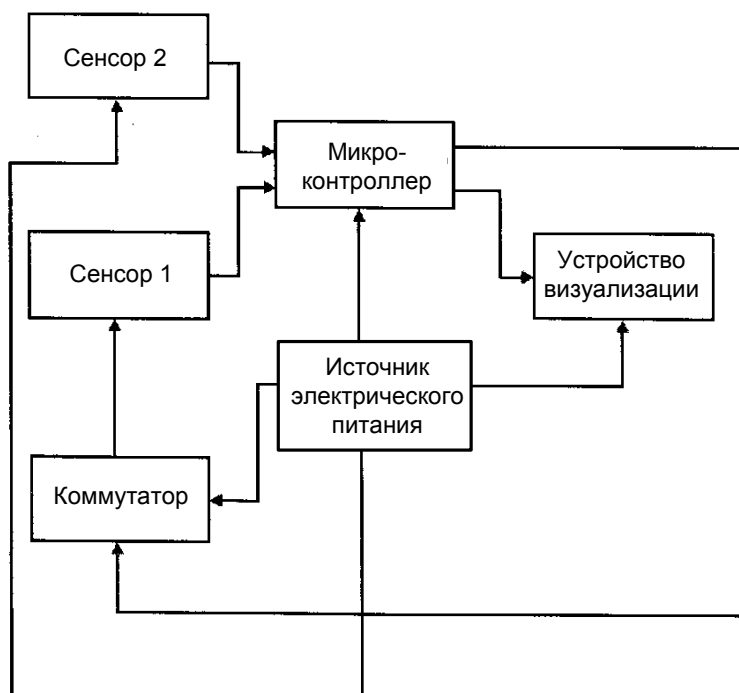 Сенсор 2
Микро-
контроллер
Сенсор 1
Устройство
визуализации
Источник
электрического
питания
Коммутатор